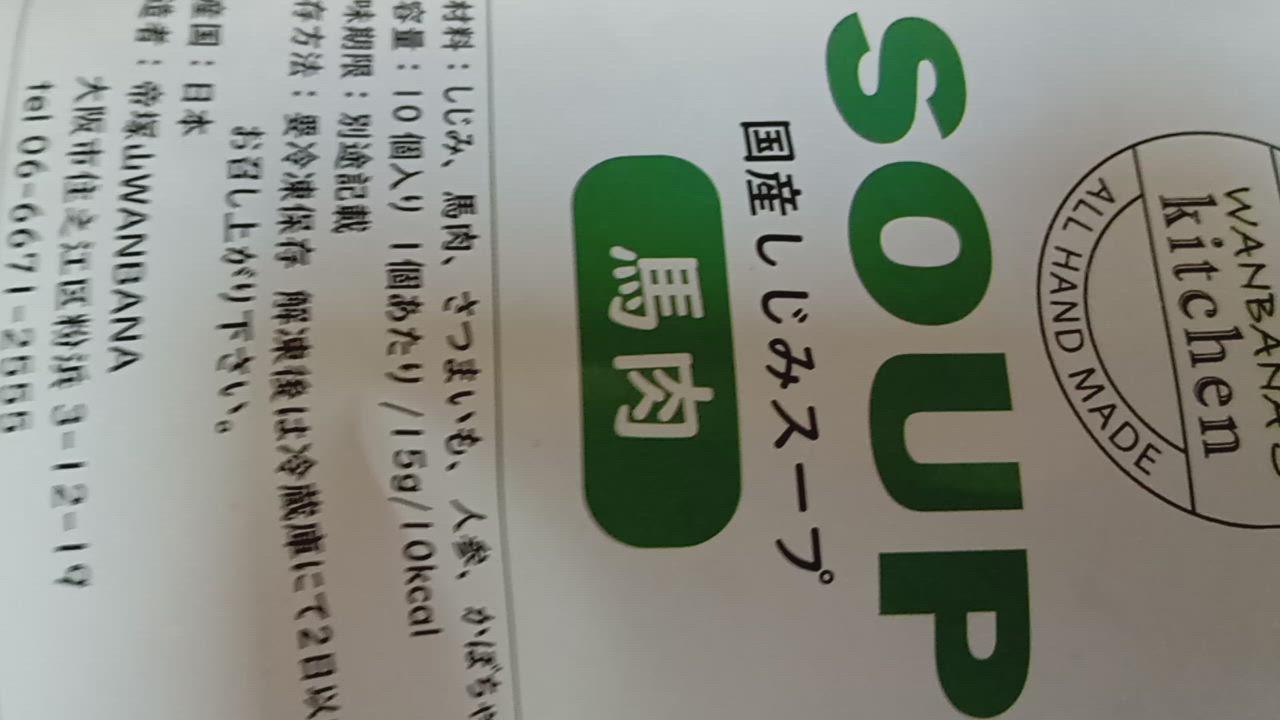 WANBANA'S
kitchen
ALL HAND MADE
SOUP
国産しじみスープ
馬肉
材料：しじみ、馬肉、さつまいも、人参、かぼちゃ
容量：10個入り 1個あたり/15g/10kcal
味期限：別途記載
存方法：要冷凍保存 解凍後は冷蔵庫にて2日以
お召し上がり下さい。
産国：日本
造者：帝塚山WANBANA
大阪市住之江区粉浜3-12-19
tel 06-6671-2655